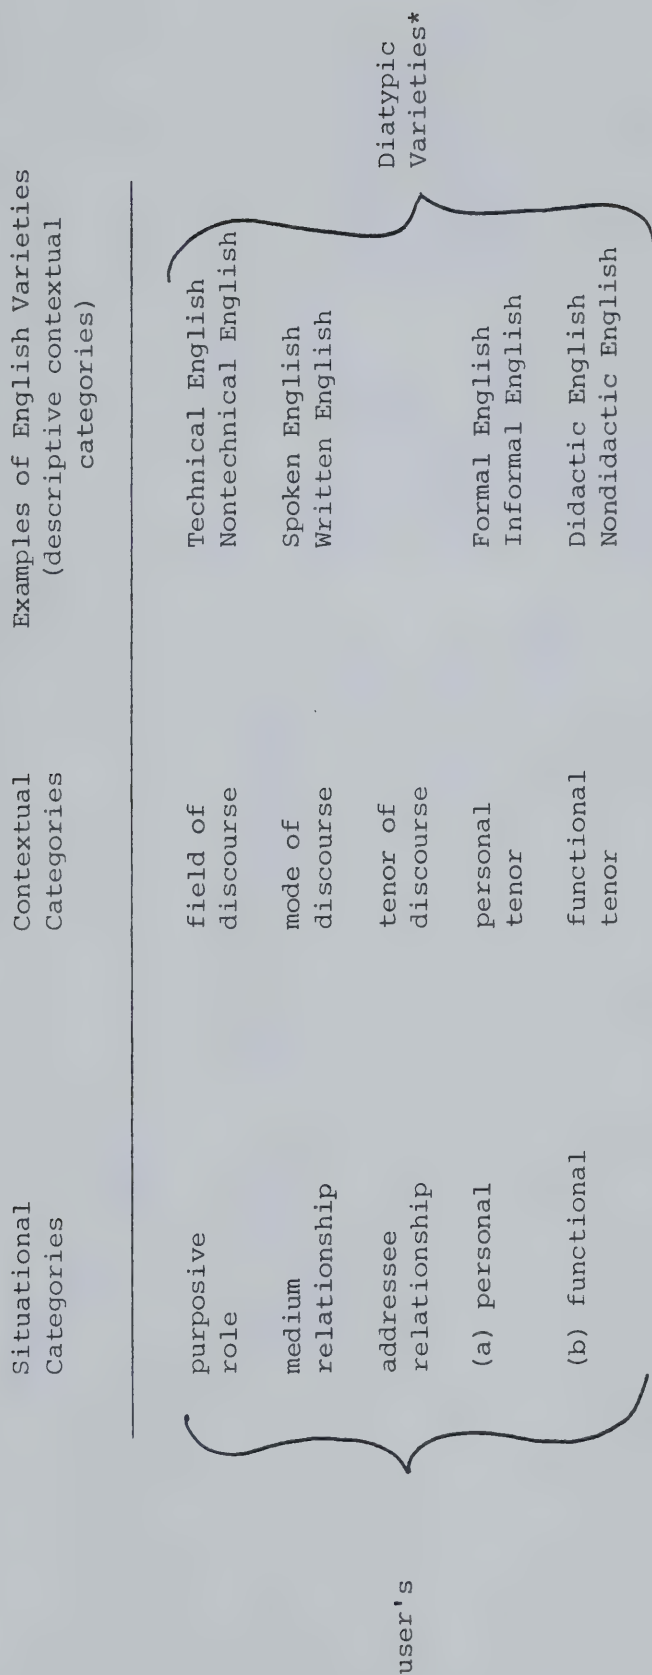 Situational
Categories
Contextual
Categories
Examples of English Varieties
(descriptive contextual
categories)
user's
purposive
role
field of
discourse
Technical English
Nontechnical English
medium
relationship
mode of
discourse
Spoken English
Written English
addressee
relationship
tenor of
discourse
(a) personal
personal
tenor
Formal English
Informal English
(b) functional
functional
tenor
Didactic English
Nondidactic English
Diatypic
Varieties*